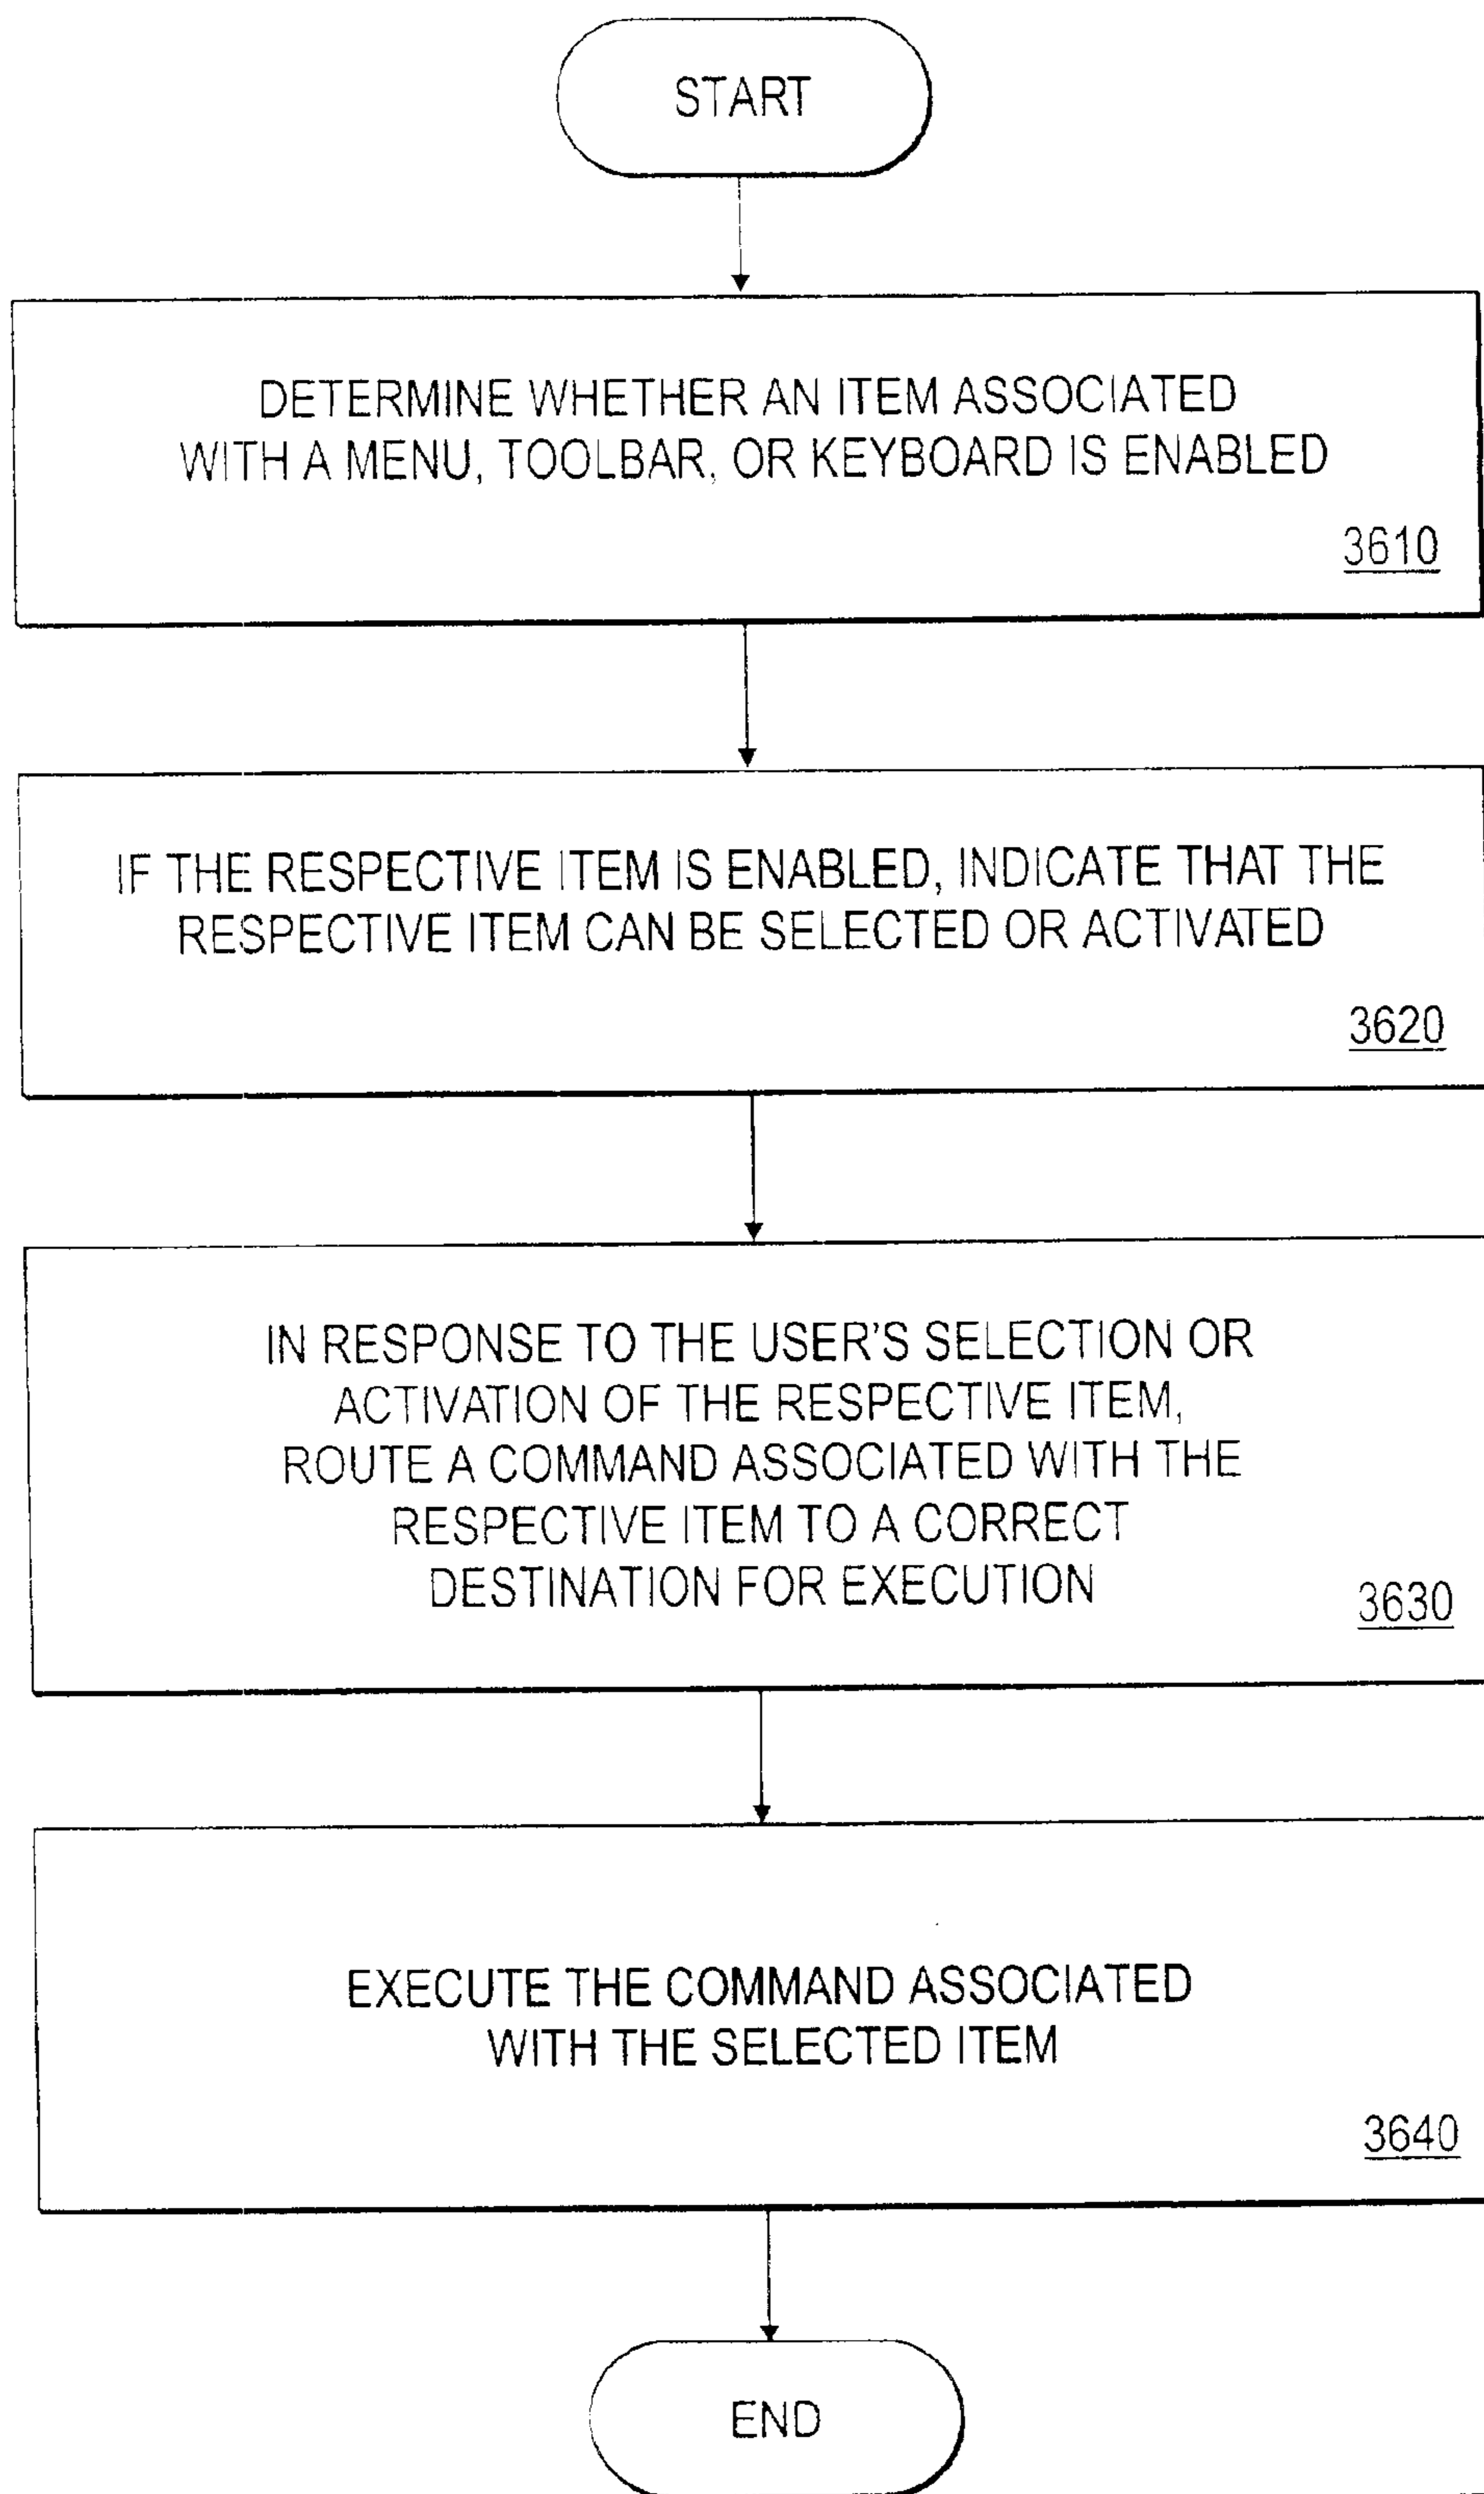 START
DETERMINE WHETHER AN ITEM ASSOCIATED
WITH A MENU, TOOLBAR, OR KEYBOARD IS ENABLED
3610
IF THE RESPECTIVE ITEM IS ENABLED, INDICATE THAT THE
RESPECTIVE ITEM CAN BE SELECTED OR ACTIVATED
3620
IN RESPONSE TO THE USER'S SELECTION OR
ACTIVATION OF THE RESPECTIVE ITEM,
ROUTE A COMMAND ASSOCIATED WITH THE
RESPECTIVE ITEM TO A CORRECT
DESTINATION FOR EXECUTION
3630
EXECUTE THE COMMAND ASSOCIATED
WITH THE SELECTED ITEM
3640
END